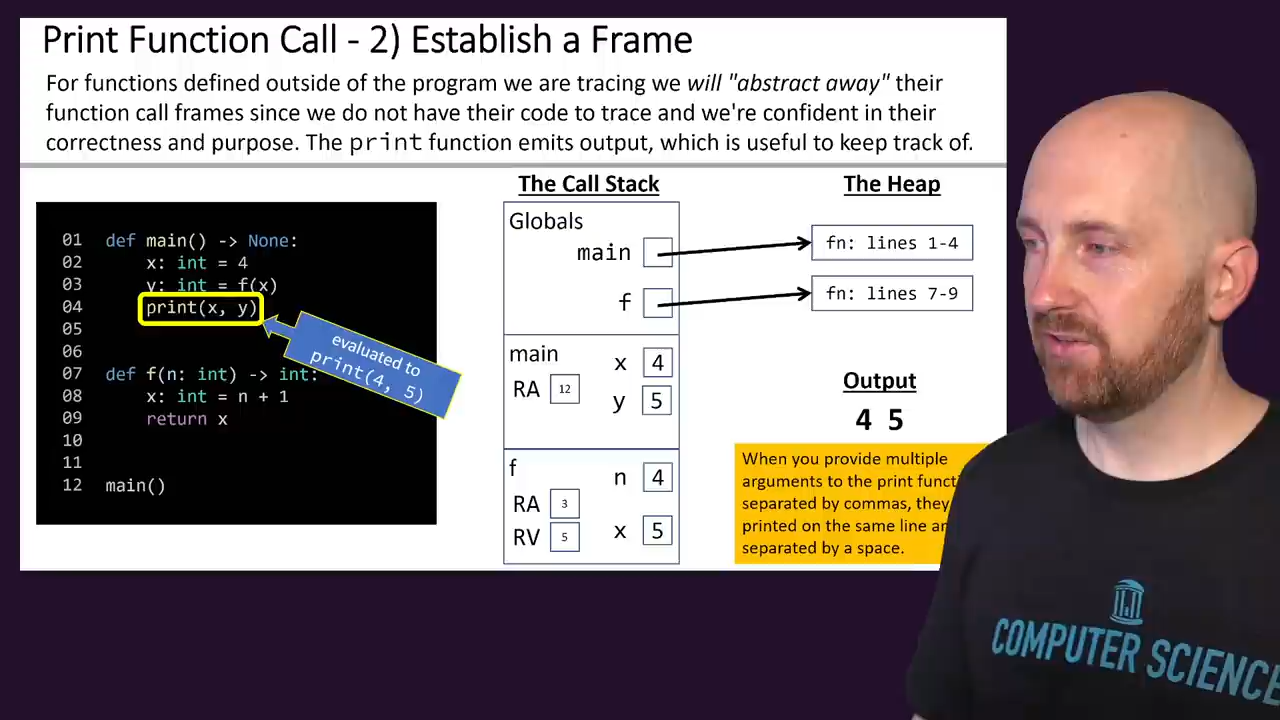 Print Function Call - 2) Establish a Frame
For functions defined outside of the program we are tracing we will "abstract away" their
function call frames since we do not have their code to trace and we're confident in their
correctness and purpose. The print function emits output, which is useful to keep track of.
01 def main() -> None:
02 x: int = 4
03 y: int = f(x)
04 print(x, y)
05
06
07 def f(n: int) -> int:
08 x: int = n + 1
09 return x
10
11
12 main()
evaluated to
print(4, 5)
The Call Stack
Globals
main
f
main
RA 12
x 4
y 5
f
RA 3
RV 5
n 4
x 5
The Heap
fn: lines 1-4
fn: lines 7-9
Output
4 5
When you provide multiple
arguments to the print
separated by commas, they
printed on the same line
separated by a space.
COMPUTER SCIENCE